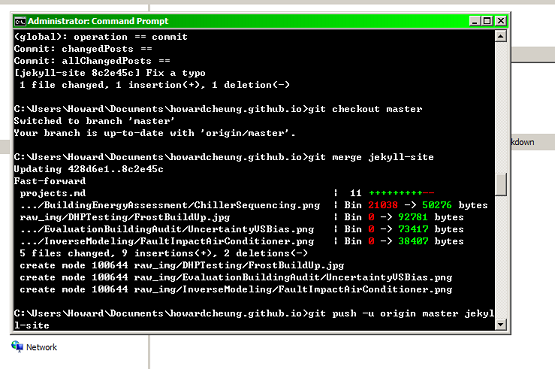 Administrator: Command Prompt
(global): operation == commit
Commit: changedPosts ==
Commit: allChangedPosts ==
[jekyll-site 8c2e45c] Fix a typo
1 file changed, 1 insertion(+), 1 deletion(-)
C:\Users\Howard\Documents\howardcheung.github.io>git checkout master
Switched to branch 'master'
Your branch is up-to-date with 'origin/master'.
C:\Users\Howard\Documents\howardcheung.github.io>git merge jekyll-site
Updating 428d6e1..8c2e45c
Fast-forward
projects.md | 11 +++++++++--
.../BuildingEnergyAssessment/ChillerSequencing.png | Bin 21038 -> 50276 bytes
raw_img/DHPTesting/FrostBuildUp.jpg | Bin 0 -> 92781 bytes
.../EvaluationBuildingAudit/UncertaintyVSBias.png | Bin 0 -> 73417 bytes
.../InverseModeling/FaultImpactAirConditioner.png | Bin 0 -> 38407 bytes
5 files changed, 9 insertions(+), 2 deletions(-)
create mode 100644 raw_img/DHPTesting/FrostBuildUp.jpg
create mode 100644 raw_img/EvaluationBuildingAudit/UncertaintyVSBias.png
create mode 100644 raw_img/InverseModeling/FaultImpactAirConditioner.png
C:\Users\Howard\Documents\howardcheung.github.io>git push -u origin master jekyl
l-site
kdown
Network